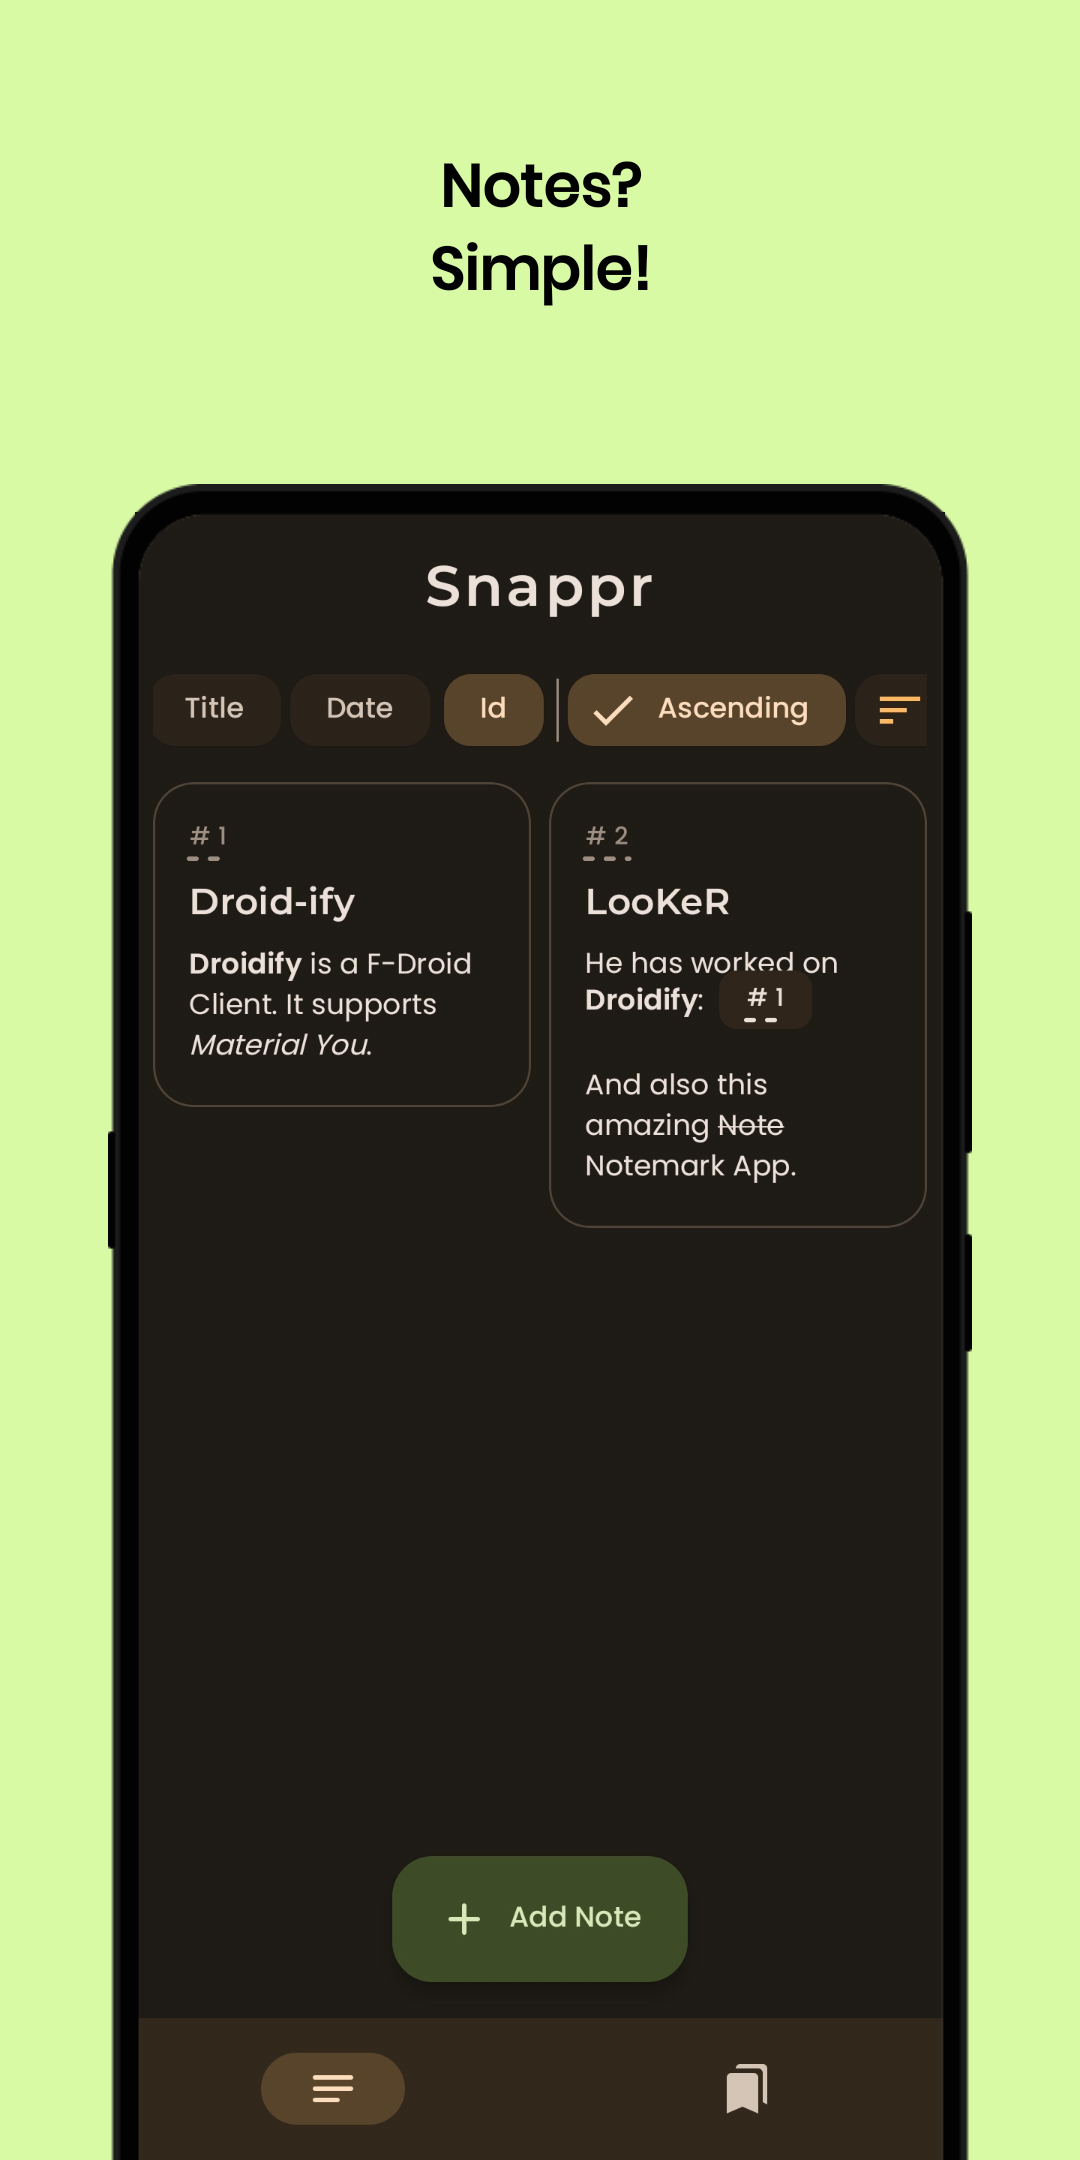 Notes?
Simple!
Snappr
Title
Date
Id
Ascending
# 1
Droid-ify
Droidify is a F-Droid
Client. It supports
Material You.
# 2
LooKeR
He has worked on
Droidify: # 1
And also this
amazing Note
Notemark App.
Add Note